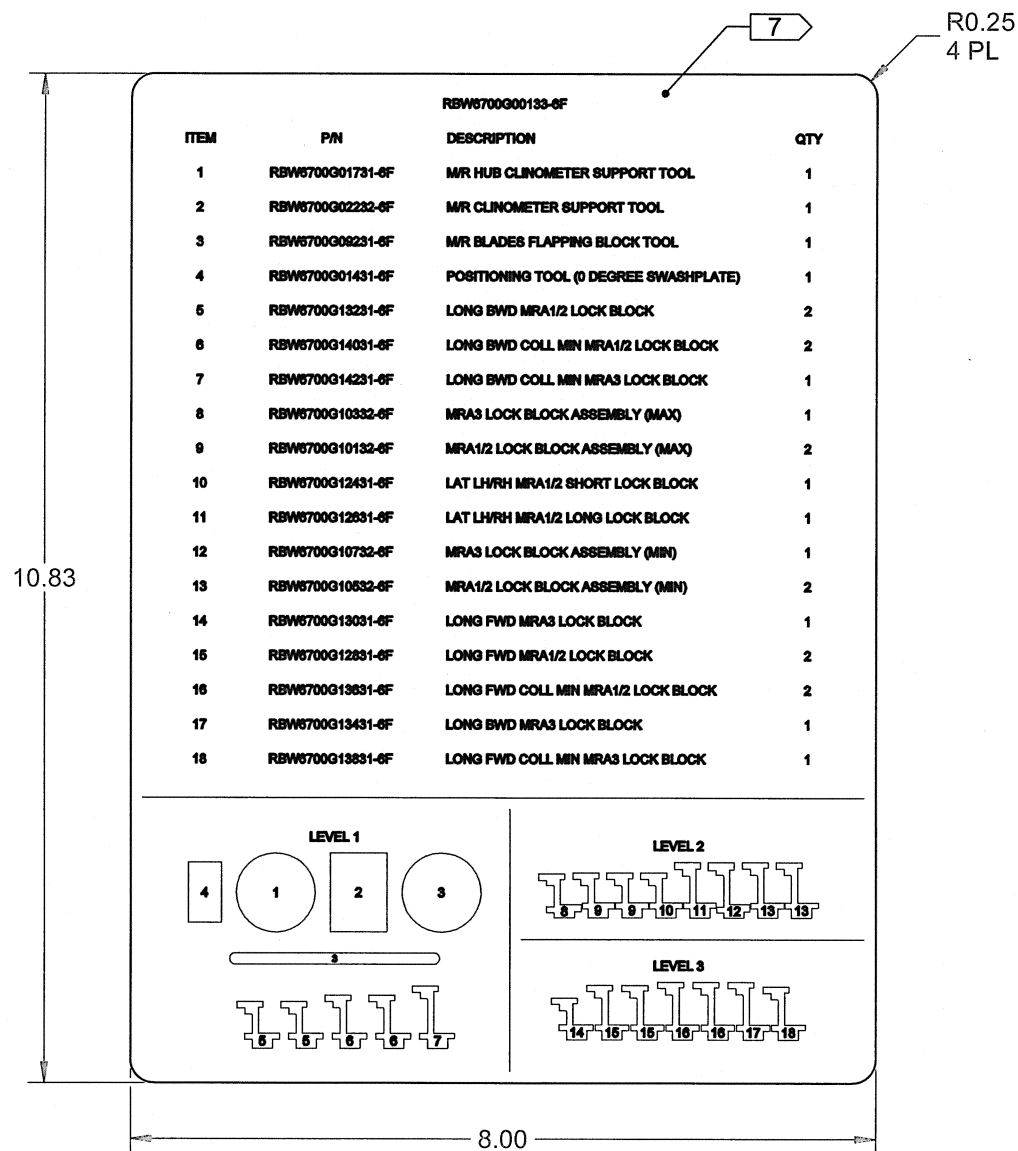 7
R0.25
4 PL
RBW6700G00133-6F
ITEM P/N DESCRIPTION QTY
1 RBW6700G01731-6F M/R HUB CLINOMETER SUPPORT TOOL 1
2 RBW6700G02232-6F M/R CLINOMETER SUPPORT TOOL 1
3 RBW6700G09231-6F M/R BLADES FLAPPING BLOCK TOOL 1
4 RBW6700G01431-6F POSITIONING TOOL (0 DEGREE SWASHPLATE) 1
5 RBW6700G13231-6F LONG BWD MRA1/2 LOCK BLOCK 2
6 RBW6700G14031-6F LONG BWD COLL MIN MRA1/2 LOCK BLOCK 2
7 RBW6700G14231-6F LONG BWD COLL MIN MRA3 LOCK BLOCK 1
8 RBW6700G10332-6F MRA3 LOCK BLOCK ASSEMBLY (MAX) 1
9 RBW6700G10132-6F MRA1/2 LOCK BLOCK ASSEMBLY (MAX) 2
10 RBW6700G12431-6F LAT LH/RH MRA1/2 SHORT LOCK BLOCK 1
11 RBW6700G12631-6F LAT LH/RH MRA1/2 LONG LOCK BLOCK 1
12 RBW6700G10732-6F MRA3 LOCK BLOCK ASSEMBLY (MIN) 1
13 RBW6700G10532-6F MRA1/2 LOCK BLOCK ASSEMBLY (MIN) 2
14 RBW6700G13031-6F LONG FWD MRA3 LOCK BLOCK 1
15 RBW6700G12831-6F LONG FWD MRA1/2 LOCK BLOCK 2
16 RBW6700G13631-6F LONG FWD COLL MIN MRA1/2 LOCK BLOCK 2
17 RBW6700G13431-6F LONG BWD MRA3 LOCK BLOCK 1
18 RBW6700G13831-6F LONG FWD COLL MIN MRA3 LOCK BLOCK 1
10.83
LEVEL 1
4 1 2 3
3
5 5 6 6 7
LEVEL 2
8 9 9 10 11 12 13 13
LEVEL 3
14 15 15 16 16 17 18
8.00